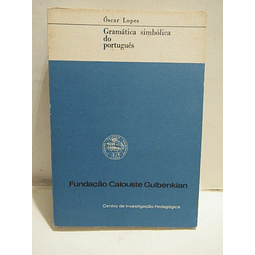 Óscar Lopes
Gramática simbólica
do
português
Fundação Calouste Gulbenkian
Centro de Investigação Pedagógica